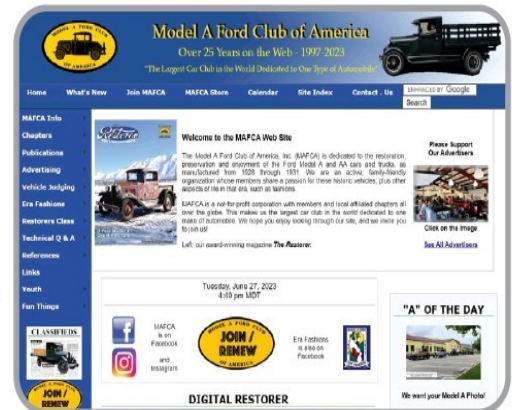 MODEL A FORD CLUB
OF AMERICA
Model A Ford Club of America
Over 25 Years on the Web - 1997-2023
"The Largest Car Club in the World Dedicated to One Type of Automobile"
Home What's New Join MAFCA MAFCA Store Calendar Site Index Contact . Us
ENHANCED BY Google
Search
MAFCA Info
Chapters
Publications
Advertising
Vehicle Judging
Era Fashions
Restorers Class
Technical Q & A
References
Links
Youth
Fun Things
CLASSIFIEDS
JOIN /
RENEW
Restorer
Welcome to the MAFCA Web Site
The Model A Ford Club of America, Inc. (MAFCA) is dedicated to the restoration,
preservation and enjoyment of the Ford Model A and AA cars and trucks, as
manufactured from 1928 through 1931. We are an active, family-friendly
organization whose members share a passion for these historic vehicles, plus other
aspects of life in that era, such as fashions.
MAFCA is a not-for-profit corporation with members and local affiliated chapters all
over the globe. This makes us the largest car club in the world dedicated to one
make of automobile. We hope you enjoy looking through our site, and we invite you
to join us!
Left: our award-winning magazine The Restorer.
Please Support
Our Advertisers
Click on the Image
See All Advertisers
Tuesday, June 27, 2023
4:40 pm MDT
MAFCA
is on
Facebook
and
Instagram
MODEL A FORD CLUB
JOIN /
RENEW
OF AMERICA
Era Fashions
is also on
Facebook
DIGITAL RESTORER
"A" OF THE DAY
We want your Model A Photo!